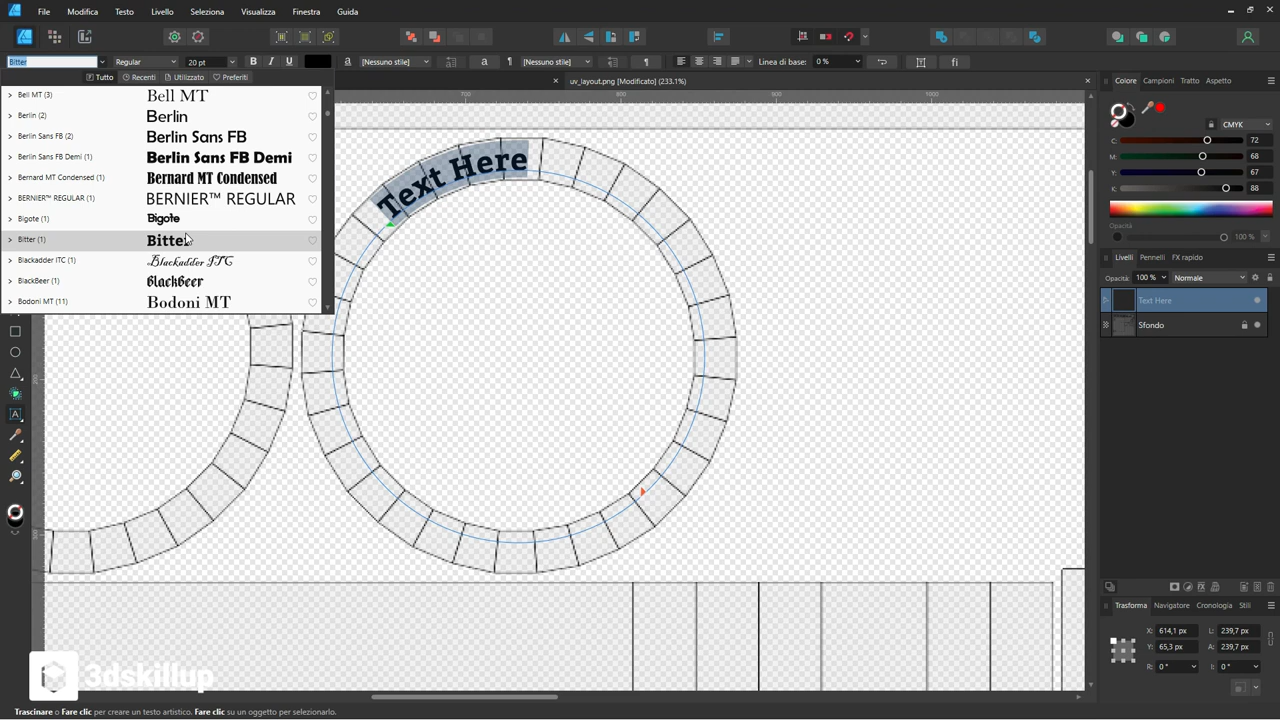 File Modifica Testo Livello Seleziona Visualizza Finestra Guida
Bitter Regular 20 pt B I U a [Nessuno stile] a ¶ [Nessuno stile] ¶ Linea di base: 0 % fi
Tutto Recenti Utilizzato Preferiti
uv_layout.png [Modificato] (233.1%)
700 800 900 1000
Bell MT (3) Bell MT
Berlin (2) Berlin
Berlin Sans FB (2) Berlin Sans FB
Berlin Sans FB Demi (1) Berlin Sans FB Demi
Bernard MT Condensed (1) Bernard MT Condensed
BERNIER™ REGULAR (1) BERNIER™ REGULAR
Bigote (1) Bigote
Bitter (1) Bitter
Blackadder ITC (1) Blackadder ITC
BlackBeer (1) BlackBeer
Bodoni MT (11) Bodoni MT
Text Here
Colore Campioni Tratto Aspetto
CMYK
C: 72
M: 68
Y: 67
K: 88
Opacità
100 %
Livelli Pennelli FX rapido
Opacità: 100 % Normale
Text Here
Sfondo
Trasforma Navigatore Cronologia Stili
X: 614,1 px L: 239,7 px
Y: 65,3 px A: 239,7 px
R: 0 ° I: 0 °
3dskillup
Trascinare o Fare clic per creare un testo artistico. Fare clic su un oggetto per selezionarlo.